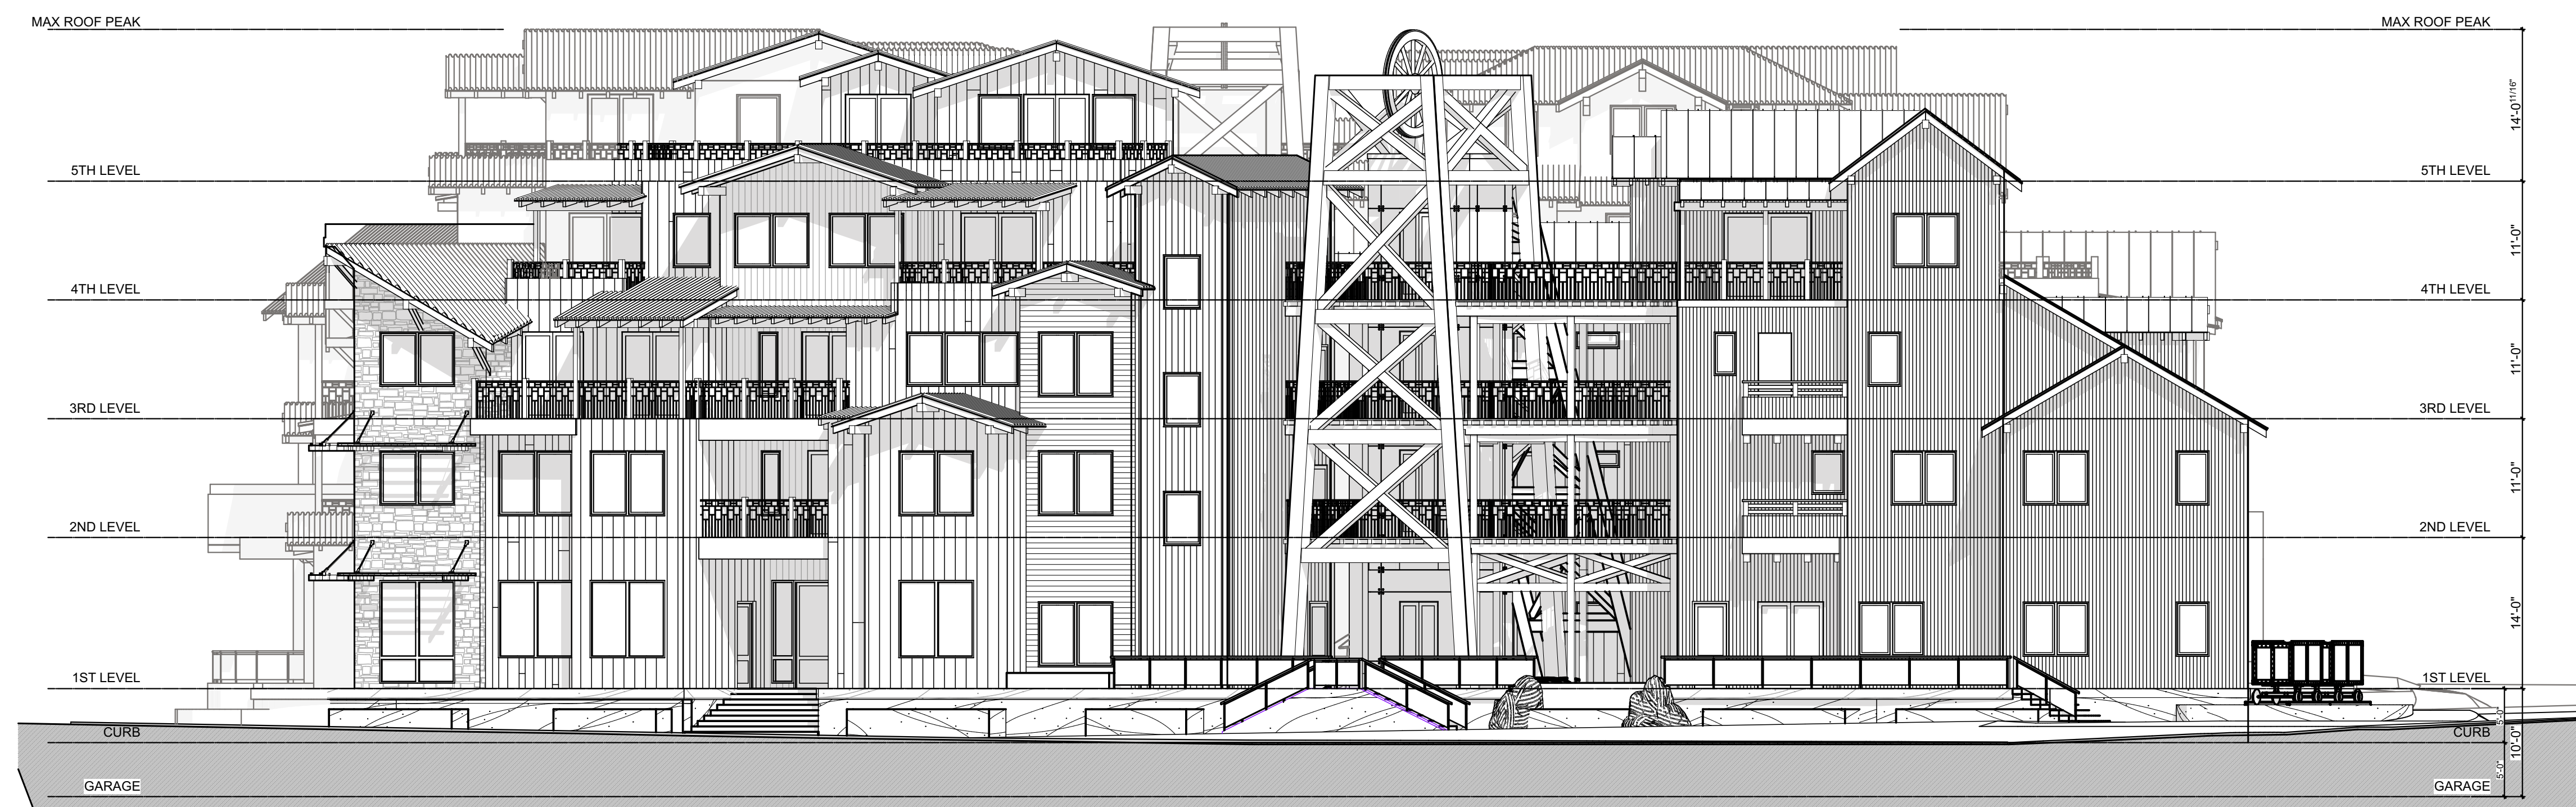 MAX ROOF PEAK
MAX ROOF PEAK
14'-0 11/16"
5TH LEVEL
5TH LEVEL
11'-0"
4TH LEVEL
4TH LEVEL
11'-0"
3RD LEVEL
3RD LEVEL
11'-0"
2ND LEVEL
2ND LEVEL
14'-0"
1ST LEVEL
1ST LEVEL
5'-0"
CURB
CURB
10'-0"
5'-0"
GARAGE
GARAGE